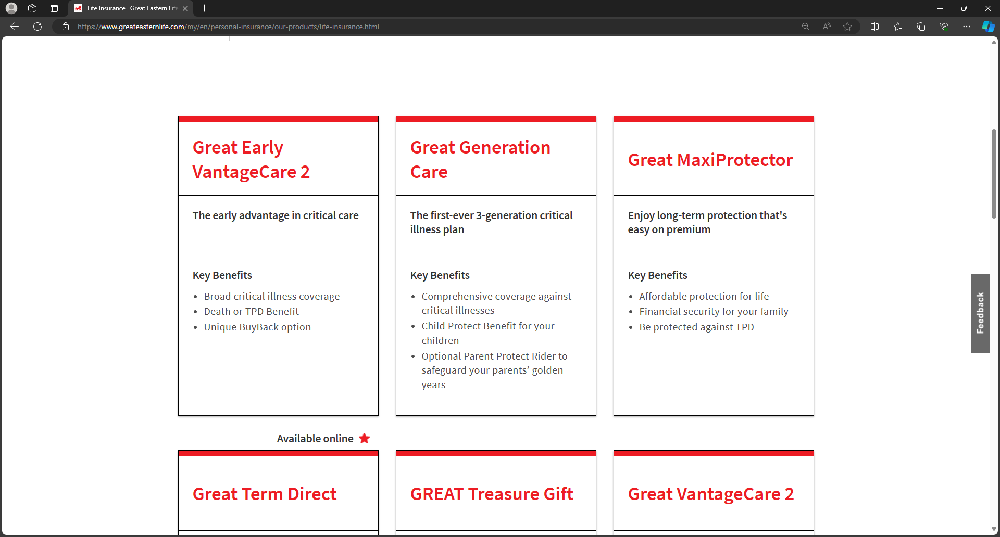 Life Insurance | Great Eastern Life
https://www.greateasternlife.com/my/en/personal-insurance/our-products/life-insurance.html
Great Early
VantageCare 2
The early advantage in critical care
Key Benefits
• Broad critical illness coverage
• Death or TPD Benefit
• Unique BuyBack option
Great Generation
Care
The first-ever 3-generation critical
illness plan
Key Benefits
• Comprehensive coverage against
critical illnesses
• Child Protect Benefit for your
children
• Optional Parent Protect Rider to
safeguard your parents’ golden
years
Great MaxiProtector
Enjoy long-term protection that's
easy on premium
Key Benefits
• Affordable protection for life
• Financial security for your family
• Be protected against TPD
Feedback
Available online
Great Term Direct
GREAT Treasure Gift
Great VantageCare 2